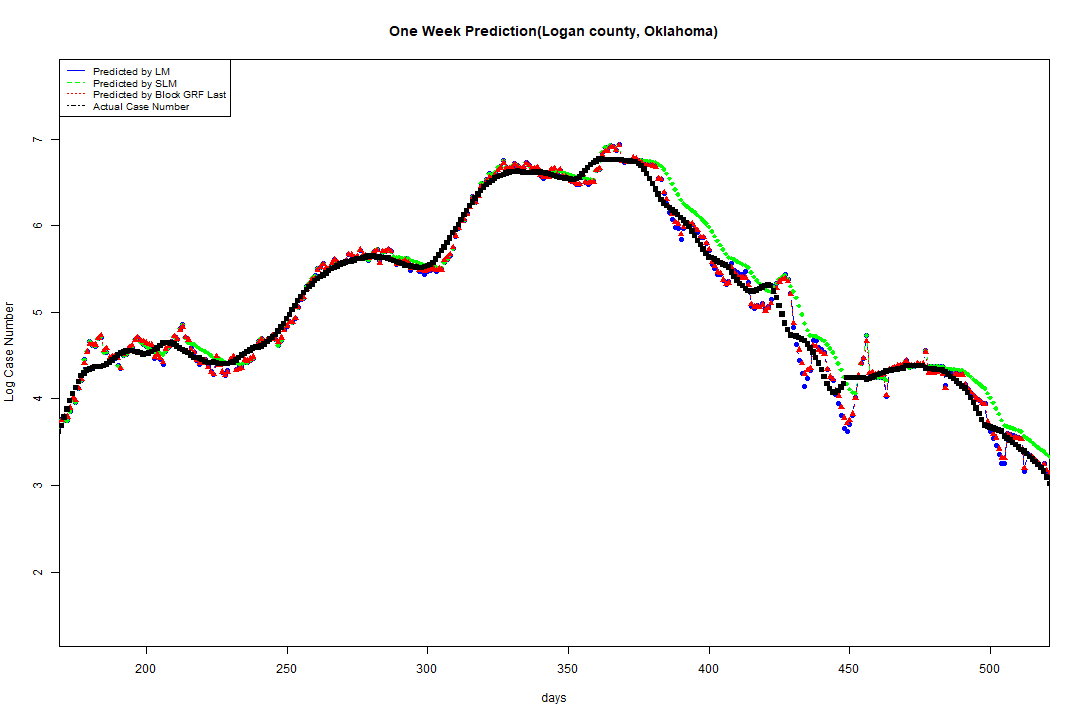 One Week Prediction(Logan county, Oklahoma)
Predicted by LM
Predicted by SLM
Predicted by Block GRF Last
Actual Case Number
7
6
5
4
3
2
Log Case Number
200 250 300 350 400 450 500
days